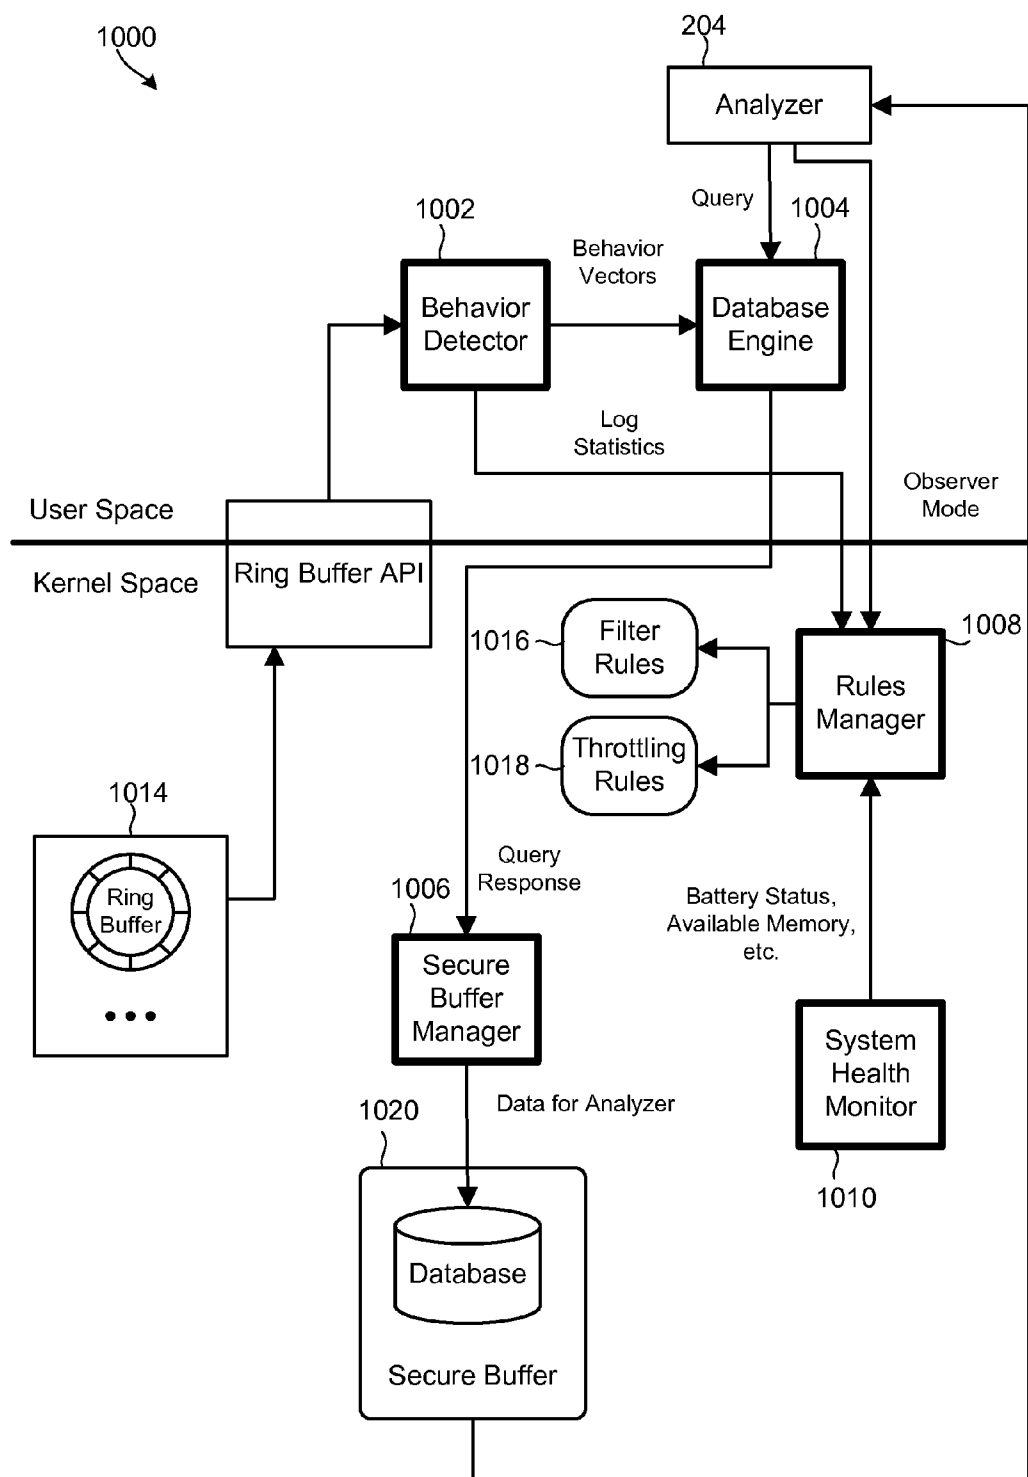 1000
204
Analyzer
Query
1004
1002
Behavior
Vectors
Behavior
Detector
Database
Engine
Log
Statistics
Observer
Mode
User Space
Kernel Space
Ring Buffer API
1016
Filter
Rules
1008
Rules
Manager
1018
Throttling
Rules
1014
Ring
Buffer
Query
Response
1006
Battery Status,
Available Memory,
etc.
Secure
Buffer
Manager
System
Health
Monitor
Data for Analyzer
1020
1010
Database
Secure Buffer